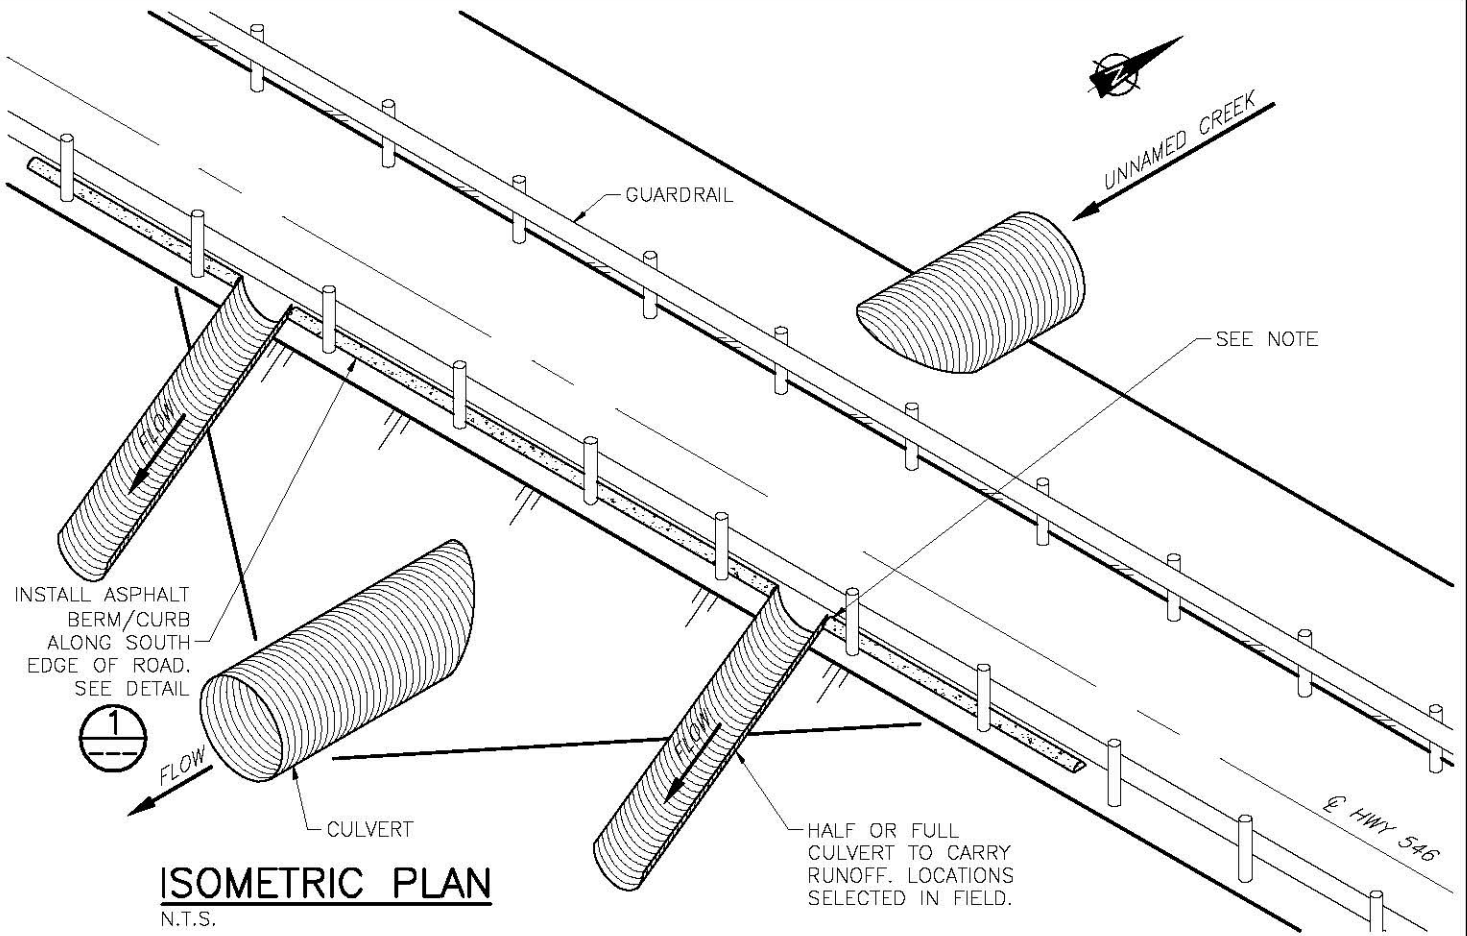 N
UNNAMED CREEK
GUARDRAIL
SEE NOTE
FLOW
INSTALL ASPHALT
BERM/CURB
ALONG SOUTH
EDGE OF ROAD.
SEE DETAIL
1
FLOW
FLOW
CULVERT
HALF OR FULL
CULVERT TO CARRY
RUNOFF. LOCATIONS
SELECTED IN FIELD.
℄ HWY 546
ISOMETRIC PLAN
N.T.S.